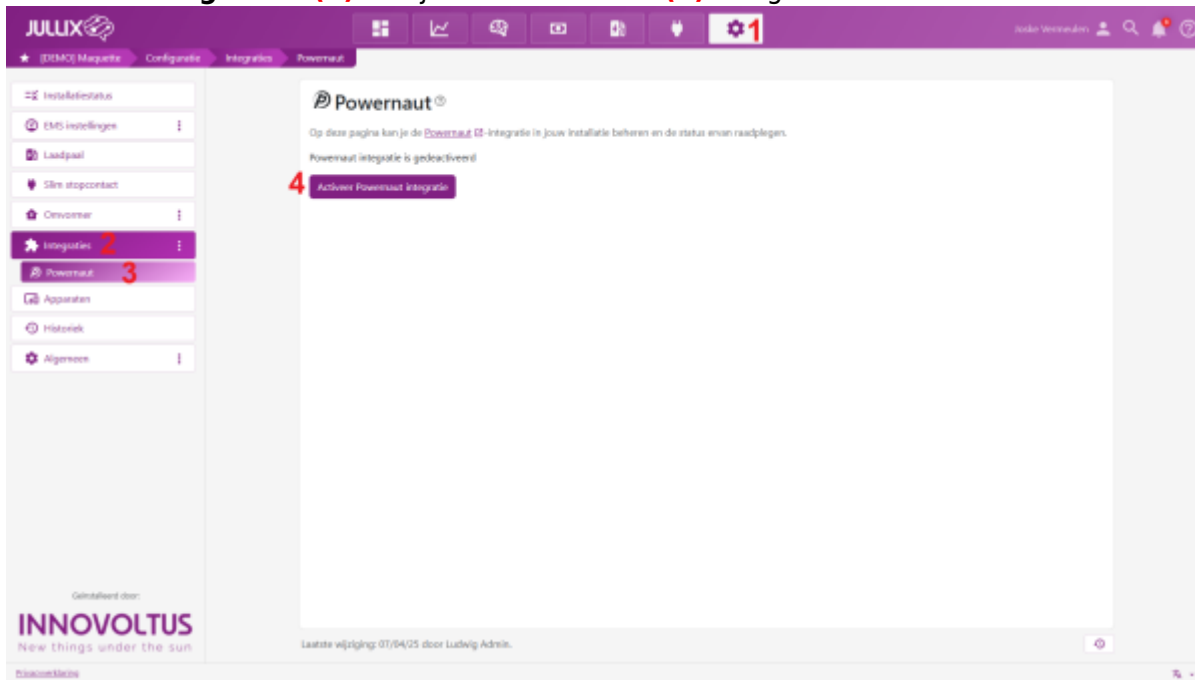 JULLIX
1
Joske Vermeulen
[DEMO] Maquette
Configuratie
Integraties
Powernaut
Installatiestatus
EMS instellingen
Laadpaal
Slim stopcontact
Omvormer
Integraties 2
Powernaut 3
Apparaten
Historiek
Algemeen
Powernaut
Op deze pagina kan je de Powernaut -integratie in jouw installatie beheren en de status ervan raadplegen.
Powernaut integratie is gedeactiveerd
4 Activeer Powernaut integratie
Geïnstalleerd door:
INNOVOLTUS
New things under the sun
Laatste wijziging: 07/04/25 door Ludwig Admin.
Privacyverklaring